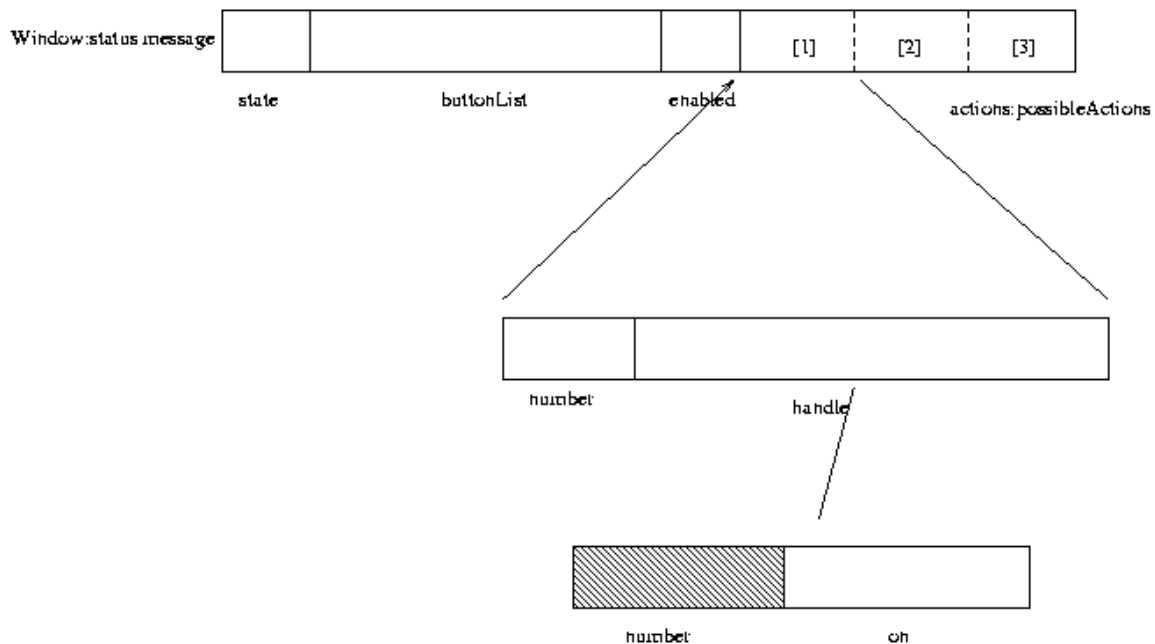 Window:status message
[1] [2] [3]
state buttonList enabled
actions:possibleActions
number handle
number on